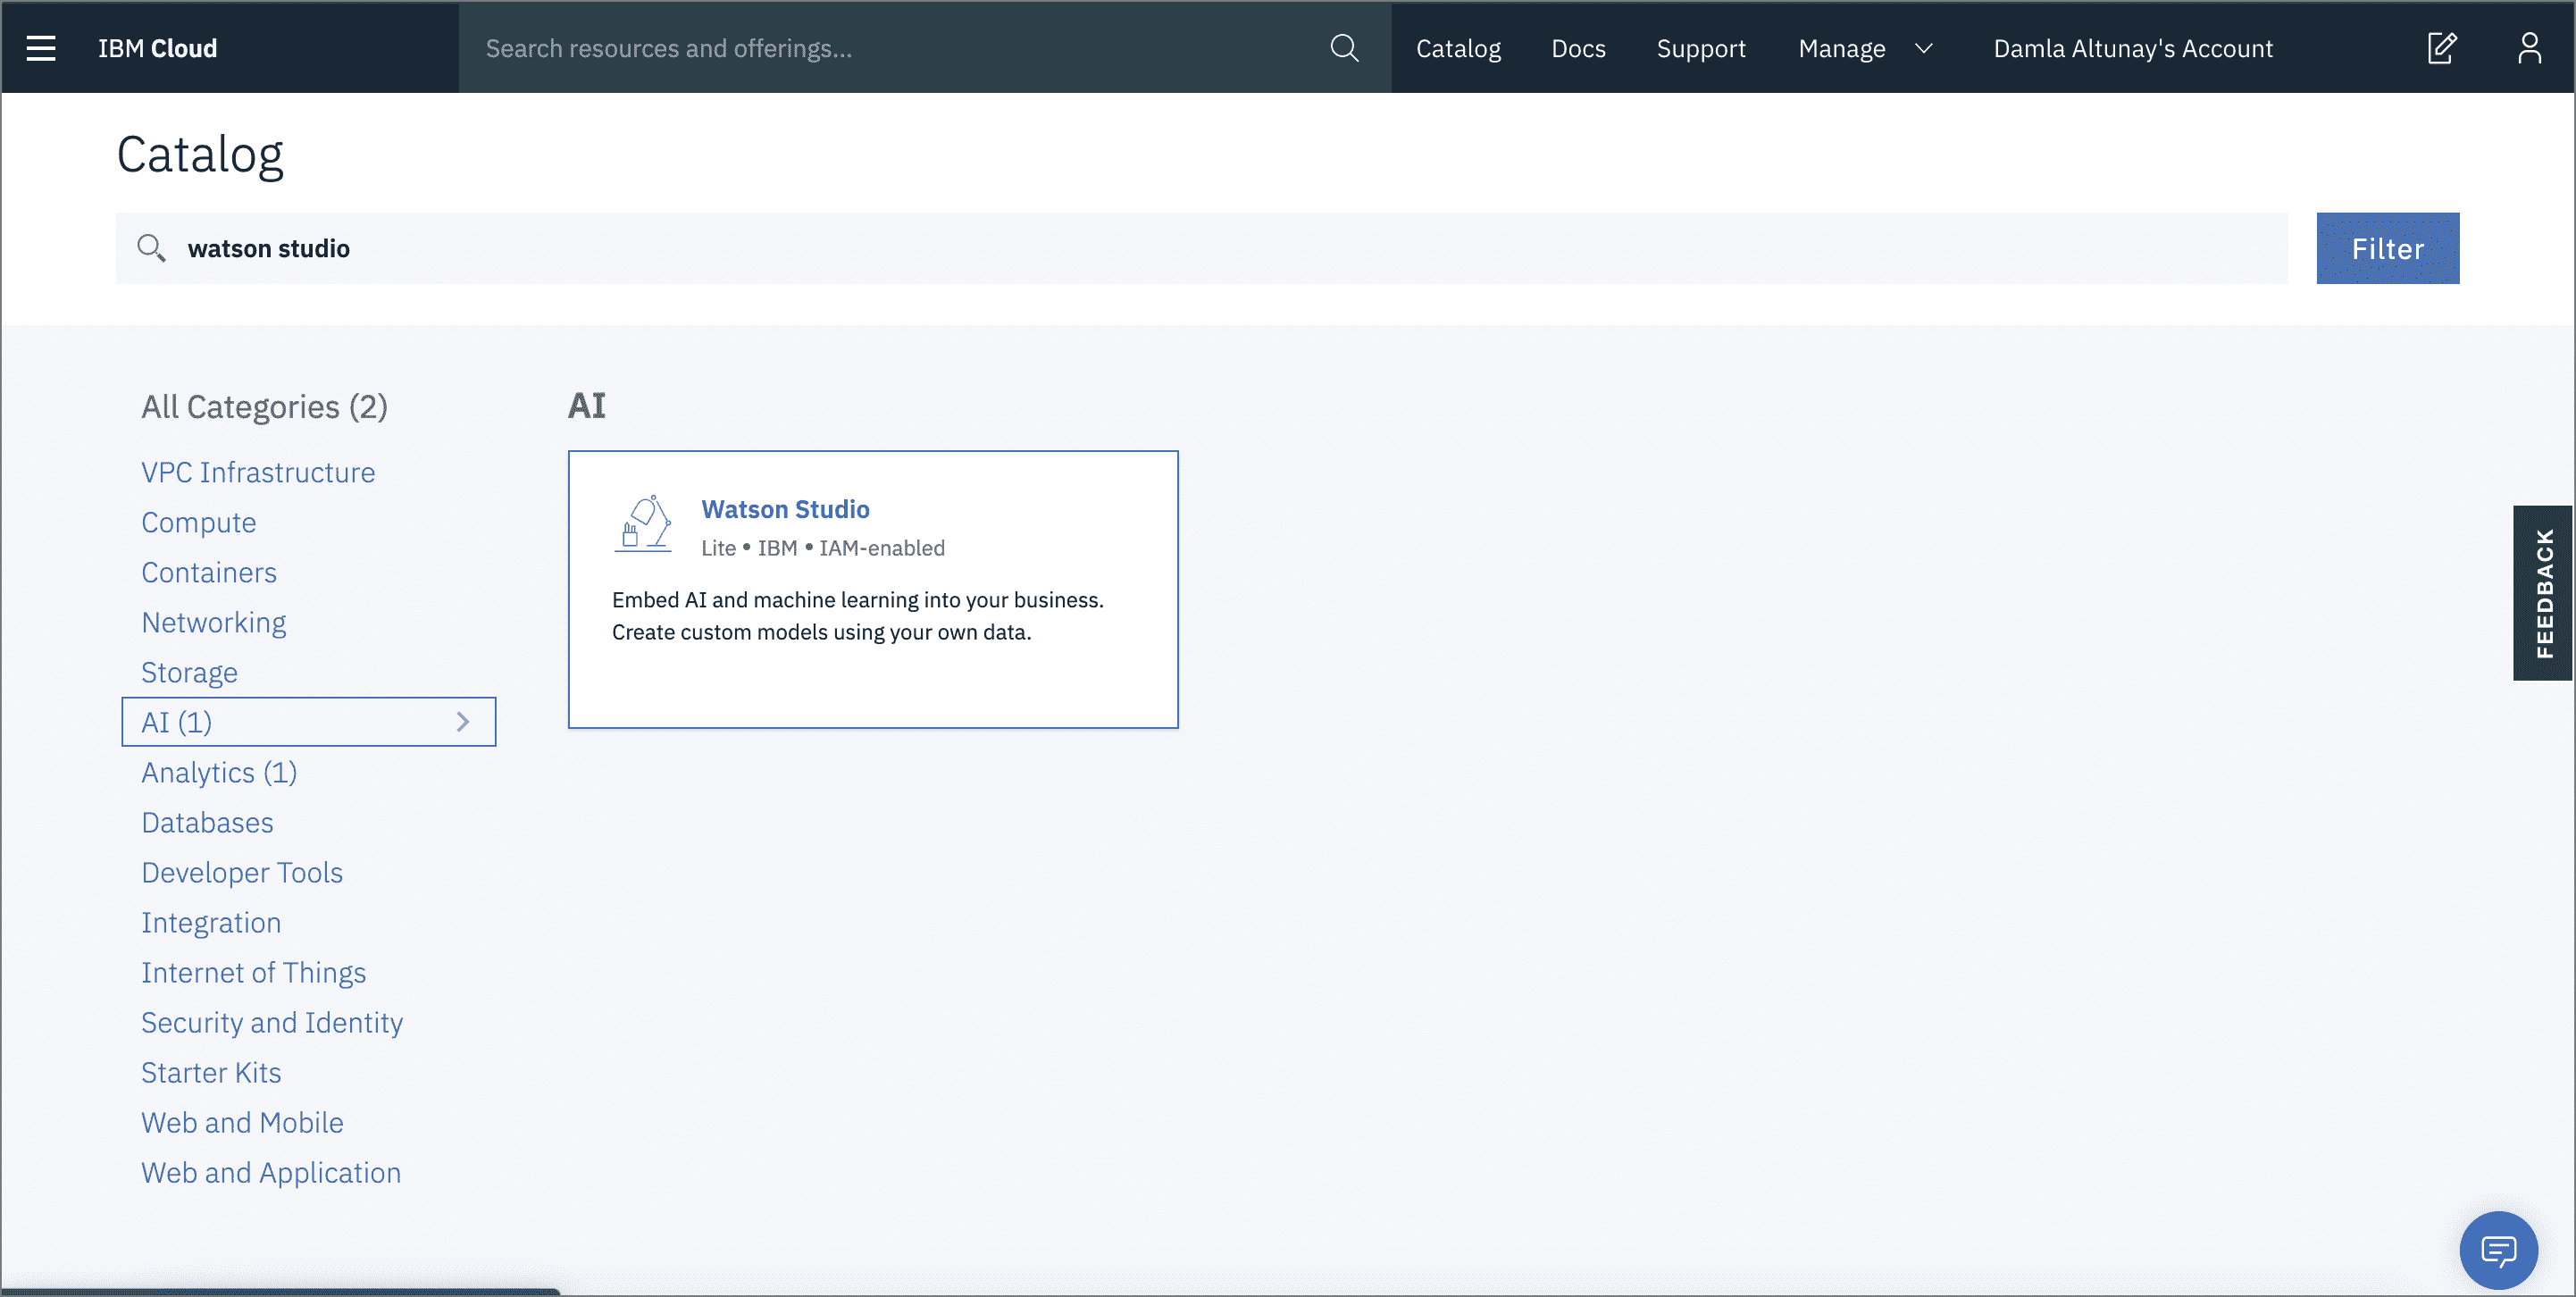 IBM Cloud
Search resources and offerings...
Catalog
Docs
Support
Manage
Damla Altunay's Account
Catalog
watson studio
Filter
All Categories (2)
VPC Infrastructure
Compute
Containers
Networking
Storage
AI (1)
Analytics (1)
Databases
Developer Tools
Integration
Internet of Things
Security and Identity
Starter Kits
Web and Mobile
Web and Application
AI
Watson Studio
Lite • IBM • IAM-enabled
Embed AI and machine learning into your business.
Create custom models using your own data.
FEEDBACK